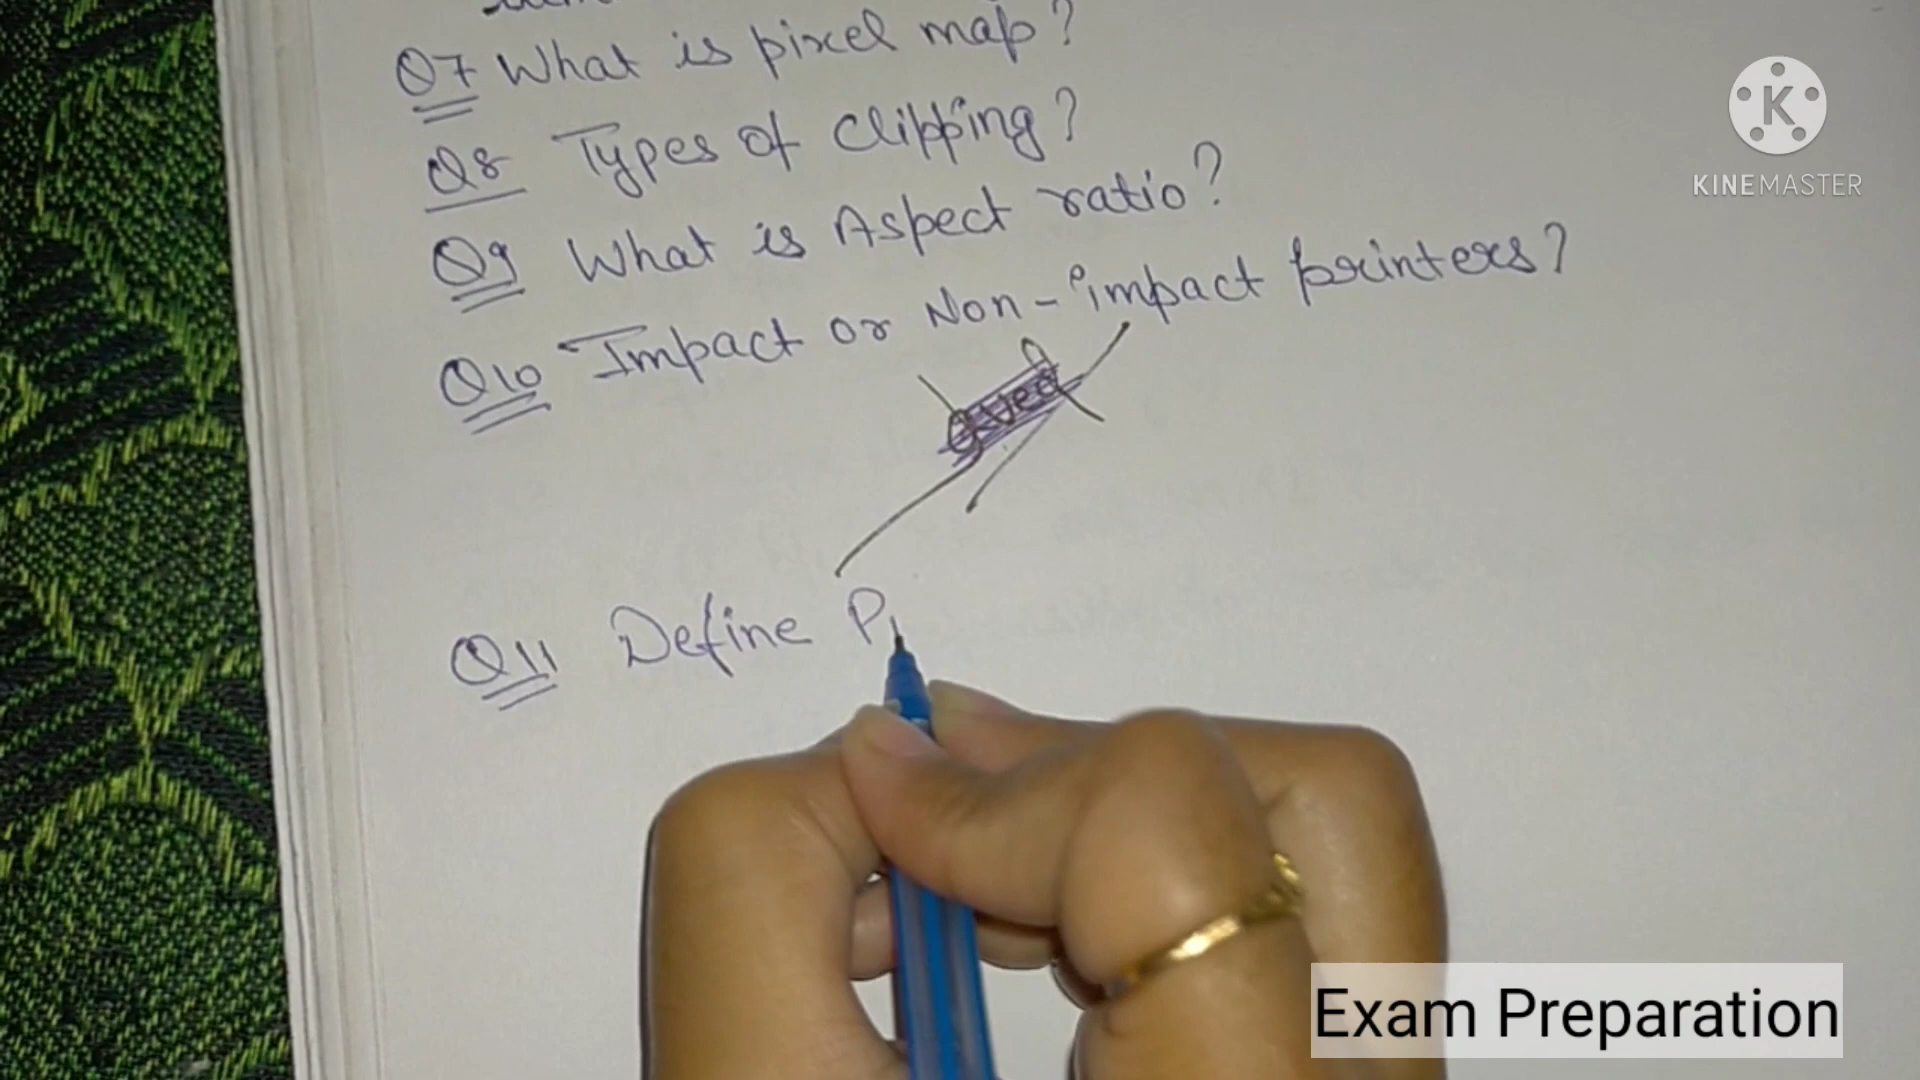 Q7 What is pixel map?
Q8 Types of Clipping?
Q9 What is Aspect ratio?
Q10 Impact or Non-impact printers?
Q11 Define
K
KINEMASTER
Exam Preparation